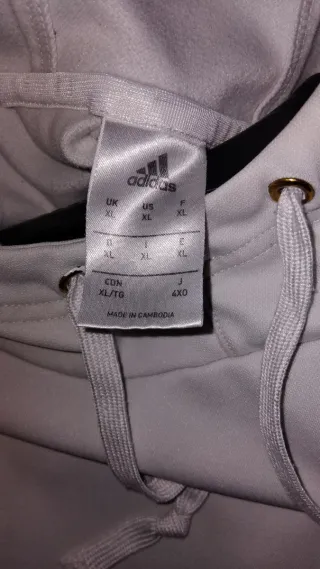 adidas
UK US F
XL XL XL
D I E
XL XL XL
CDN J
XL/TG 4XO
MADE IN CAMBODIA